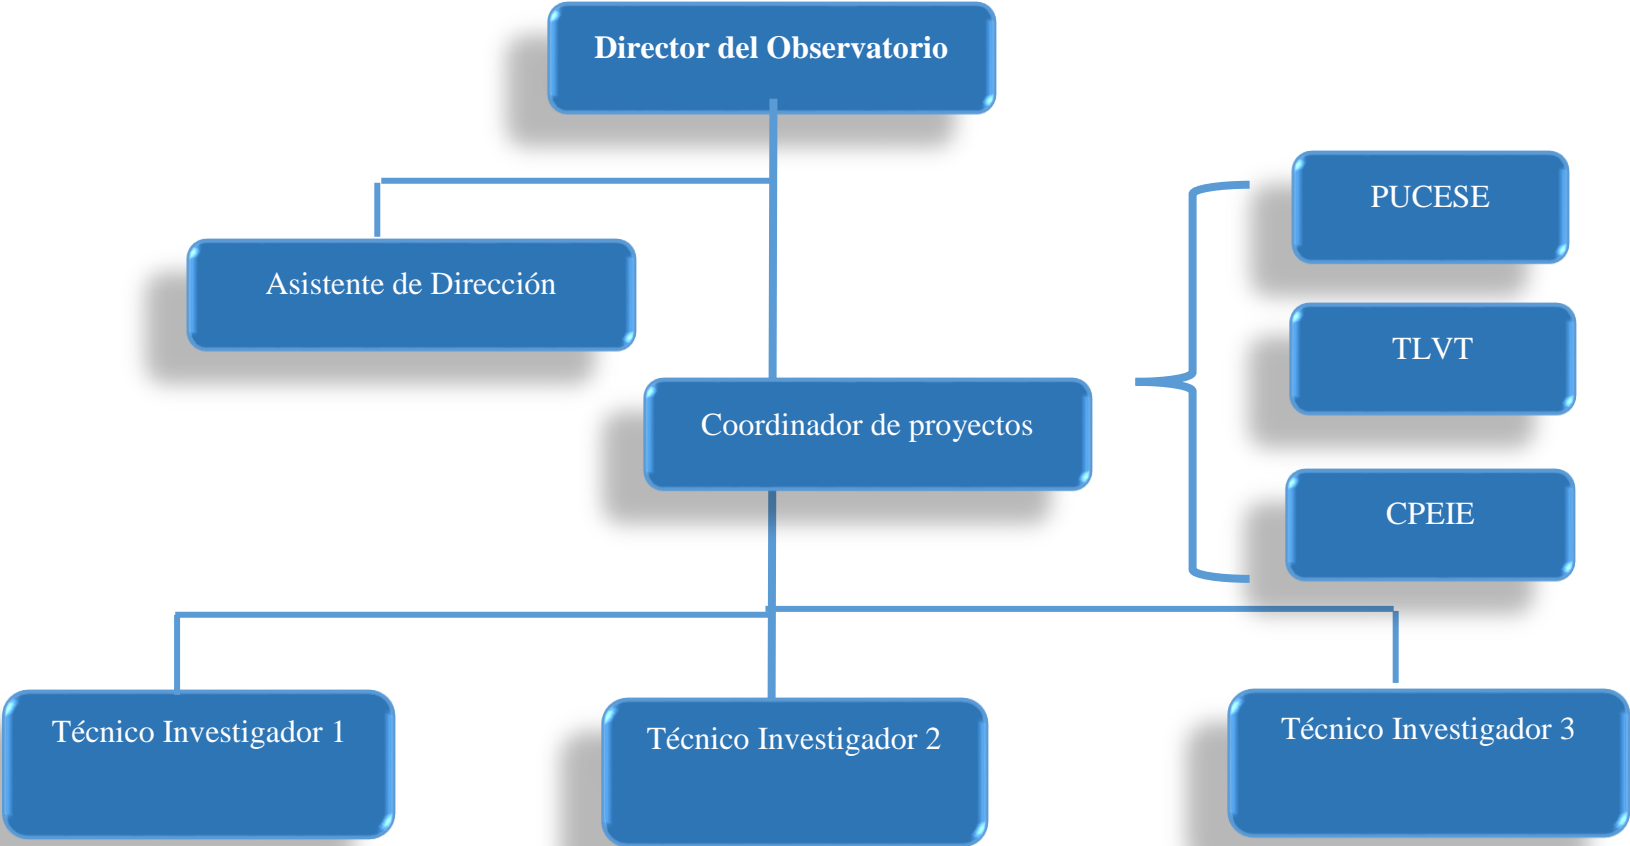 Director del Observatorio
PUCESE
Asistente de Dirección
TLVT
Coordinador de proyectos
CPEIE
Técnico Investigador 1
Técnico Investigador 2
Técnico Investigador 3